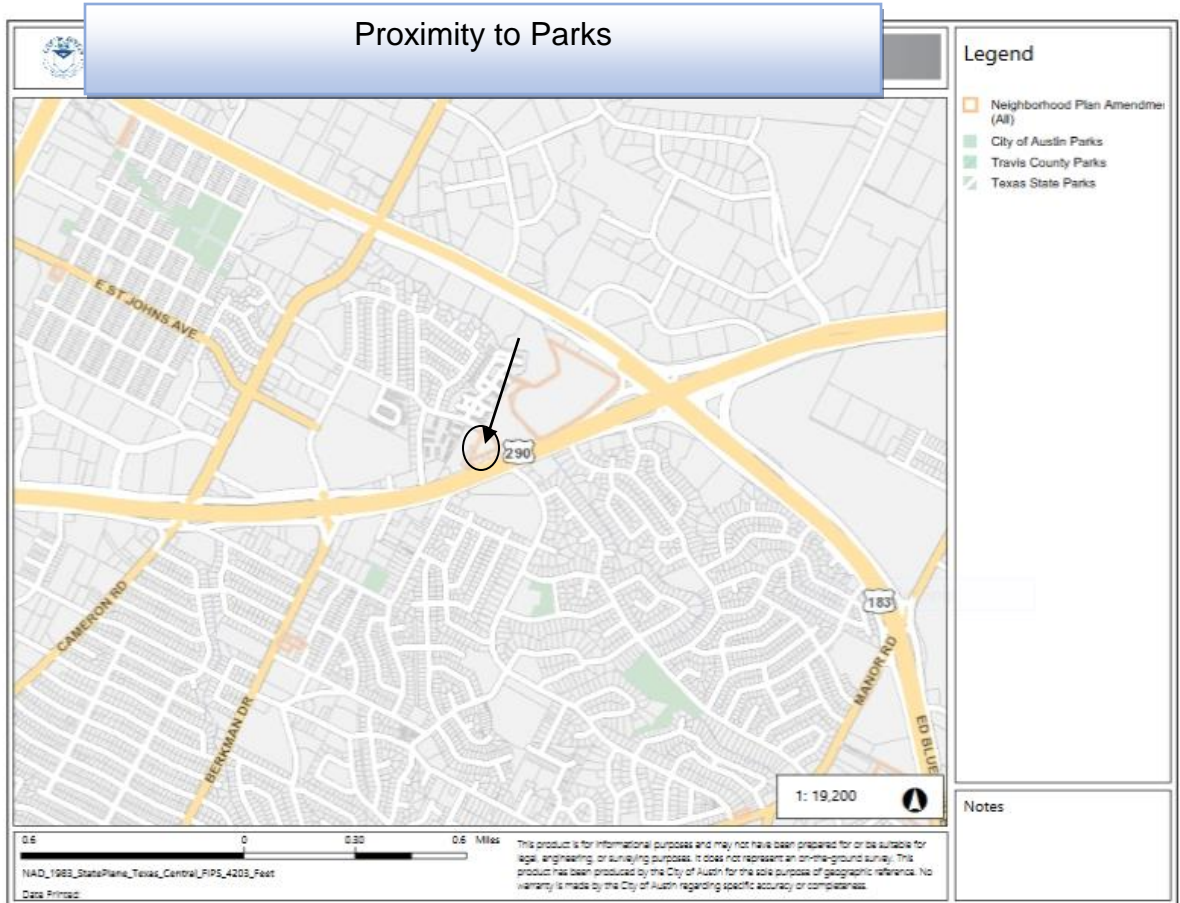 Proximity to Parks
Legend
Neighborhood Plan Amendme
(All)
City of Austin Parks
Travis County Parks
Texas State Parks
E ST JOHNS AVE
290
183
CAMERON RD
BERKMAN DR
MANOR RD
ED BLUE
1: 19,200
Notes
0.6 0 0.30 0.6 Miles
NAD_1983_StatePlane_Texas_Central_FIPS_4203_Feet
Date Printed:
This product is for informational purposes and may not have been prepared for or be suitable for
legal, engineering, or surveying purposes. It does not represent an on-the-ground survey. This
product has been produced by the City of Austin for the sole purpose of geographic reference. No
warranty is made by the City of Austin regarding specific accuracy or completeness.